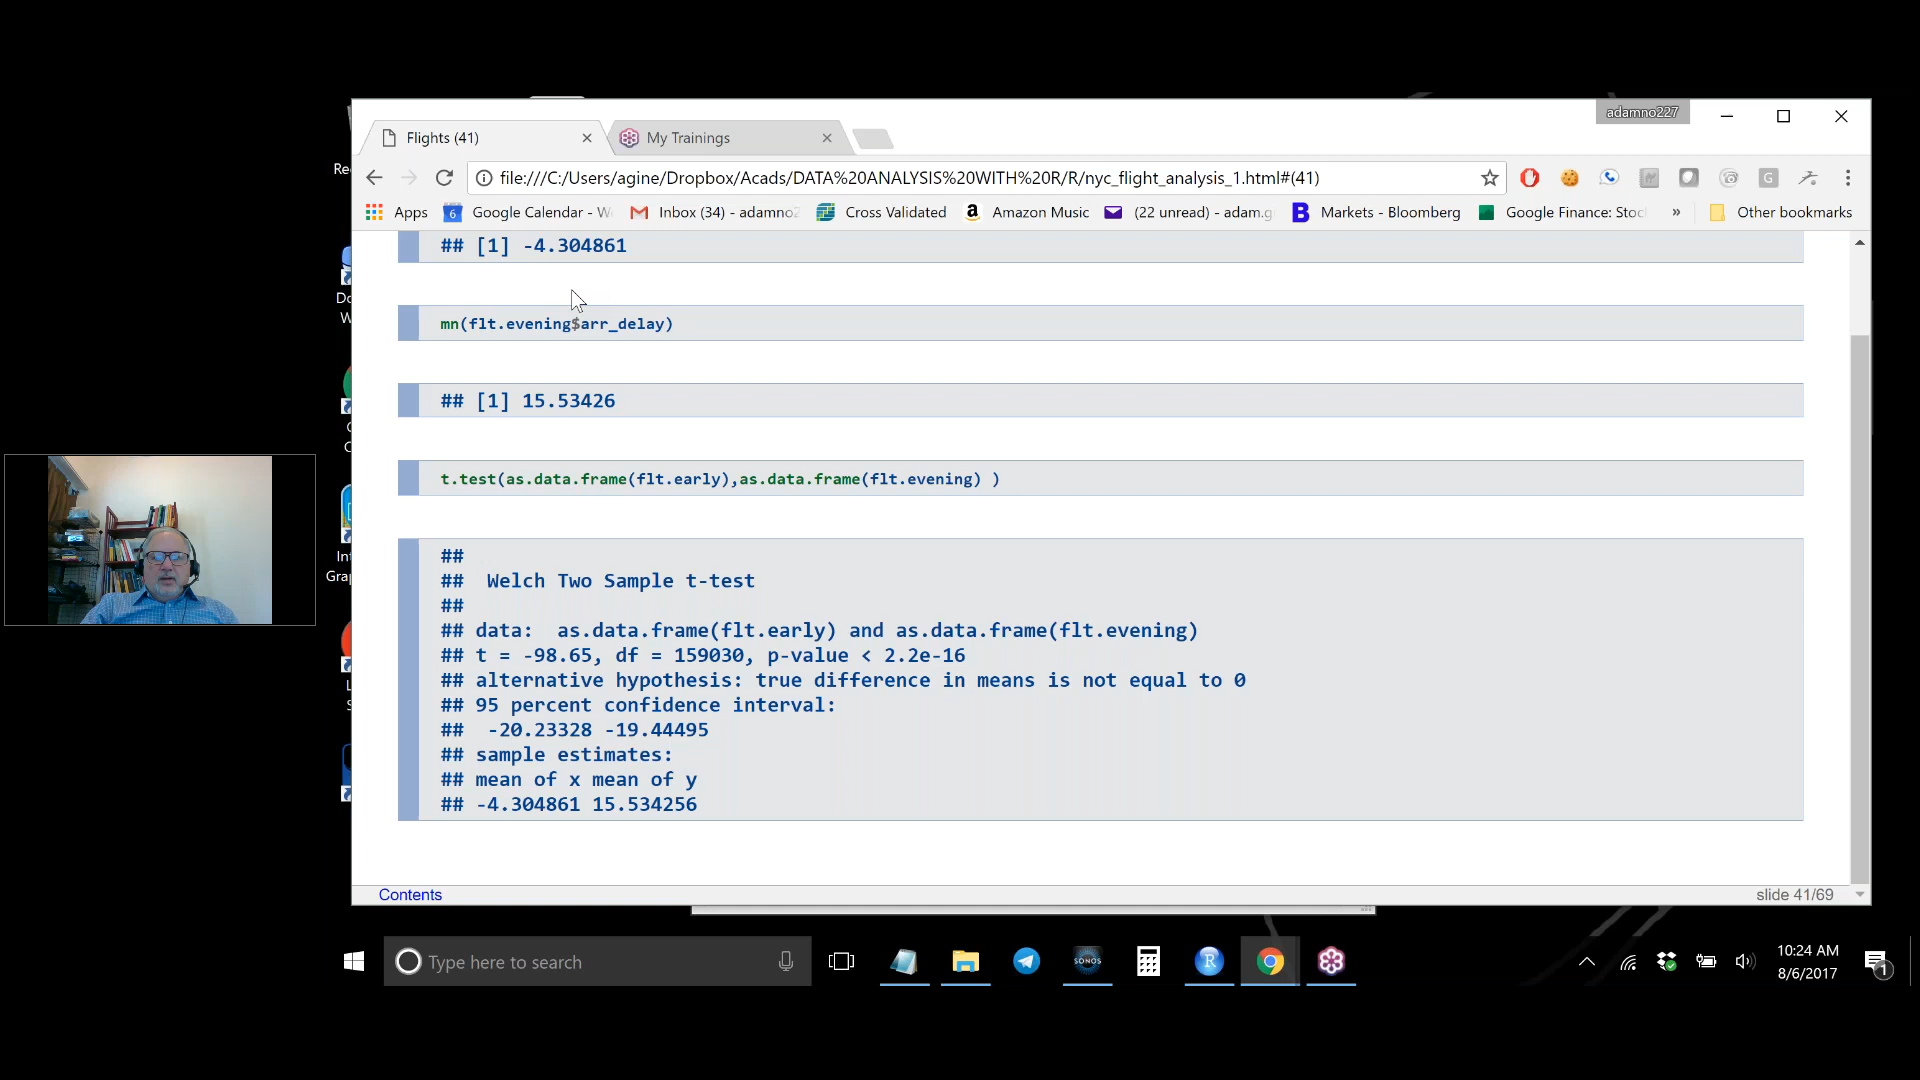 adamno227
Flights (41)
My Trainings
file:///C:/Users/agine/Dropbox/Acads/DATA%20ANALYSIS%20WITH%20R/R/nyc_flight_analysis_1.html#(41)
Apps
6
Google Calendar - W
Inbox (34) - adamno2
Cross Validated
Amazon Music
(22 unread) - adam.g
Markets - Bloomberg
Google Finance: Stoc
»
Other bookmarks
## [1] -4.304861
mn(flt.evening$arr_delay)
## [1] 15.53426
t.test(as.data.frame(flt.early),as.data.frame(flt.evening) )
##
## Welch Two Sample t-test
##
## data: as.data.frame(flt.early) and as.data.frame(flt.evening)
## t = -98.65, df = 159030, p-value < 2.2e-16
## alternative hypothesis: true difference in means is not equal to 0
## 95 percent confidence interval:
## -20.23328 -19.44495
## sample estimates:
## mean of x mean of y
## -4.304861 15.534256
Contents
slide 41/69
Type here to search
SONOS
R
10:24 AM
8/6/2017
1